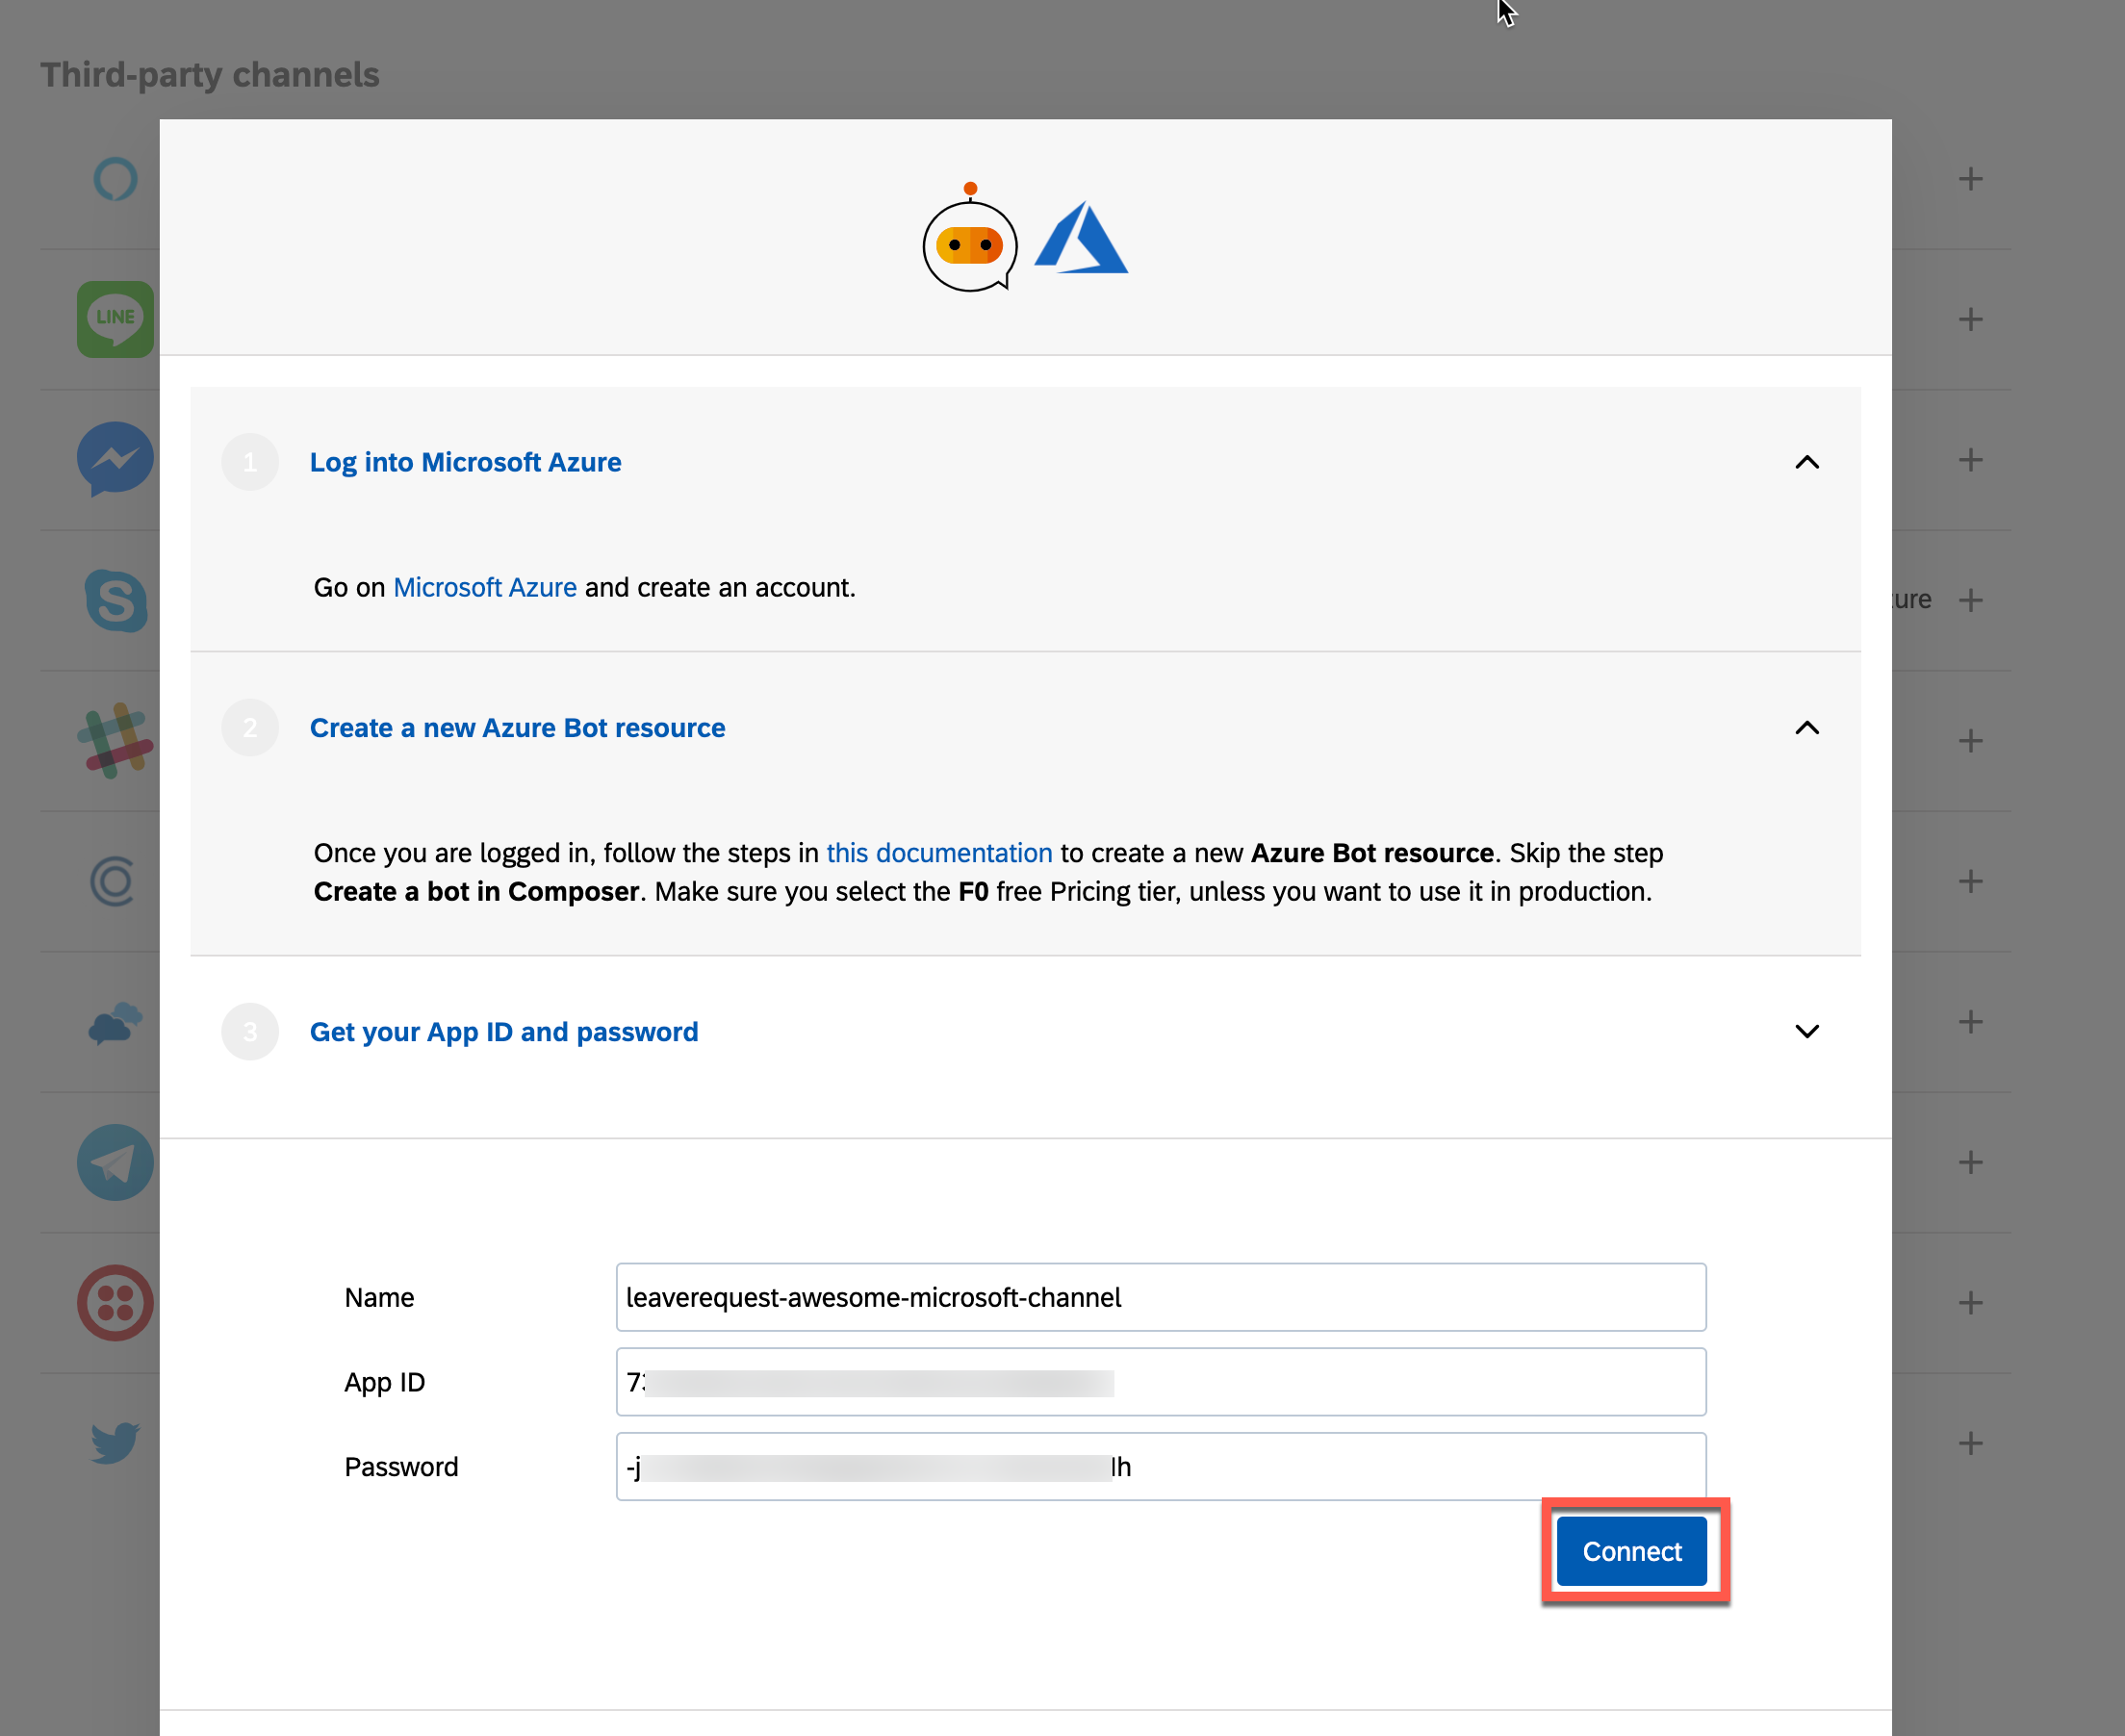 Third-party channels
LINE
1
Log into Microsoft Azure
Go on Microsoft Azure and create an account.
ure
2
Create a new Azure Bot resource
Once you are logged in, follow the steps in this documentation to create a new Azure Bot resource. Skip the step
Create a bot in Composer. Make sure you select the F0 free Pricing tier, unless you want to use it in production.
3
Get your App ID and password
Name
leaverequest-awesome-microsoft-channel
App ID
Password
Connect